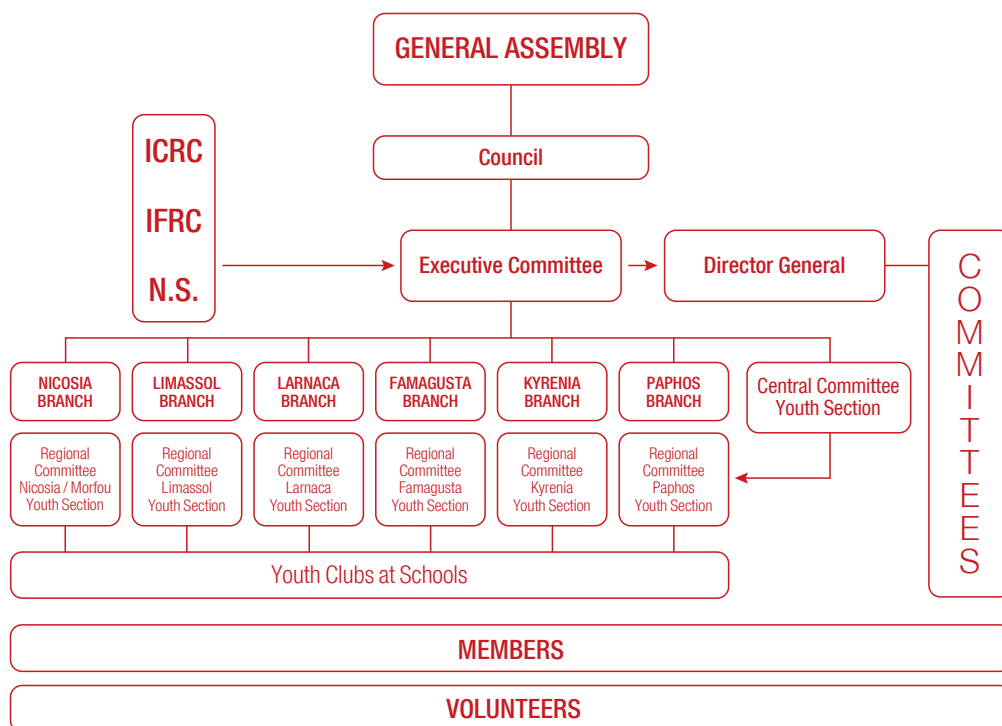 GENERAL ASSEMBLY
Council
ICRC
IFRC
N.S.
Executive Committee
Director General
COMMITTEES
NICOSIA
BRANCH
LIMASSOL
BRANCH
LARNACA
BRANCH
FAMAGUSTA
BRANCH
KYRENIA
BRANCH
PAPHOS
BRANCH
Central Committee
Youth Section
Regional
Committee
Nicosia / Morfou
Youth Section
Regional
Committee
Limassol
Youth Section
Regional
Committee
Larnaca
Youth Section
Regional
Committee
Famagusta
Youth Section
Regional
Committee
Kyrenia
Youth Section
Regional
Committee
Paphos
Youth Section
Youth Clubs at Schools
MEMBERS
VOLUNTEERS